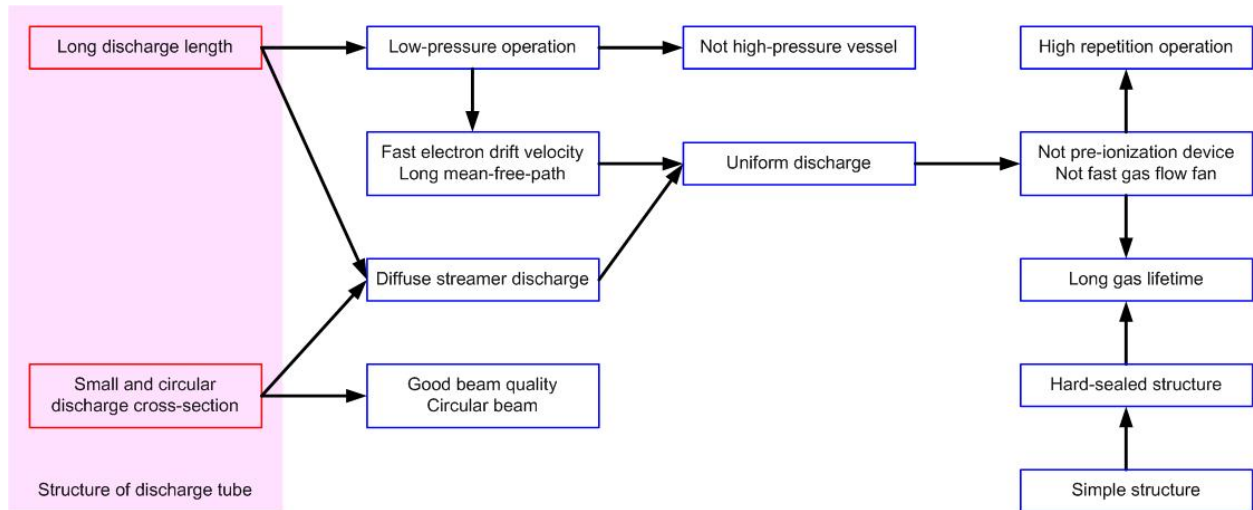 Long discharge length
Low-pressure operation
Not high-pressure vessel
High repetition operation
Fast electron drift velocity
Long mean-free-path
Uniform discharge
Not pre-ionization device
Not fast gas flow fan
Diffuse streamer discharge
Long gas lifetime
Small and circular
discharge cross-section
Good beam quality
Circular beam
Hard-sealed structure
Structure of discharge tube
Simple structure